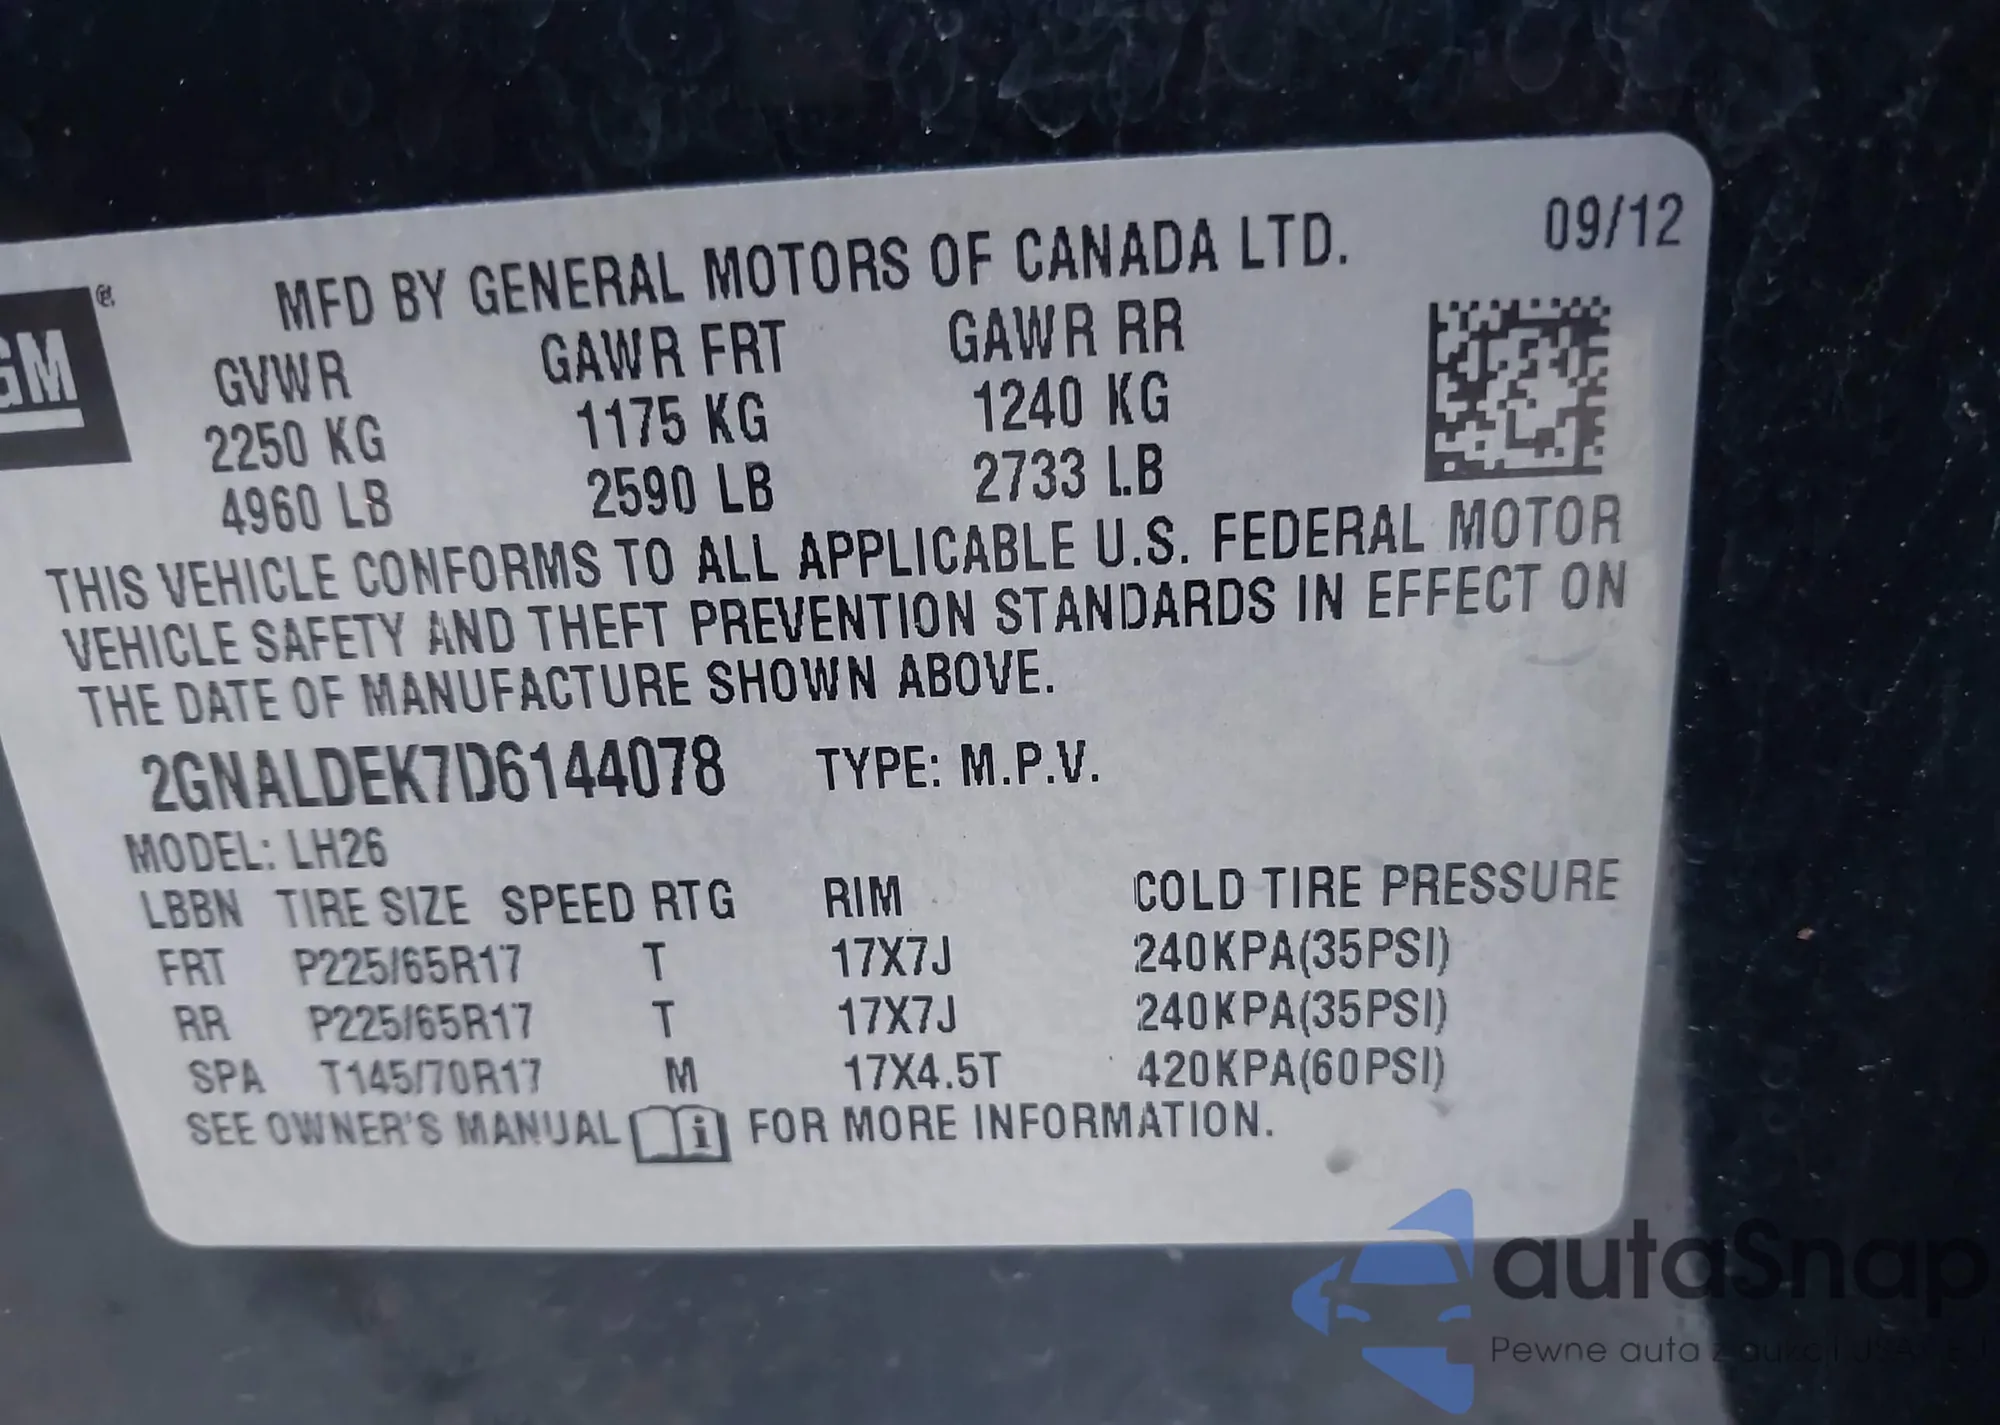 MFD BY GENERAL MOTORS OF CANADA LTD. 09/12
GM®
GVWR GAWR FRT GAWR RR
2250 KG 1175 KG 1240 KG
4960 LB 2590 LB 2733 LB
THIS VEHICLE CONFORMS TO ALL APPLICABLE U.S. FEDERAL MOTOR
VEHICLE SAFETY AND THEFT PREVENTION STANDARDS IN EFFECT ON
THE DATE OF MANUFACTURE SHOWN ABOVE.
2GNALDEK7D6144078 TYPE: M.P.V.
MODEL: LH26
LBBN TIRE SIZE SPEED RTG RIM COLD TIRE PRESSURE
FRT P225/65R17 T 17X7J 240KPA(35PSI)
RR P225/65R17 T 17X7J 240KPA(35PSI)
SPA T145/70R17 M 17X4.5T 420KPA(60PSI)
SEE OWNER'S MANUAL i FOR MORE INFORMATION.
autaSnap
Pewne auta z